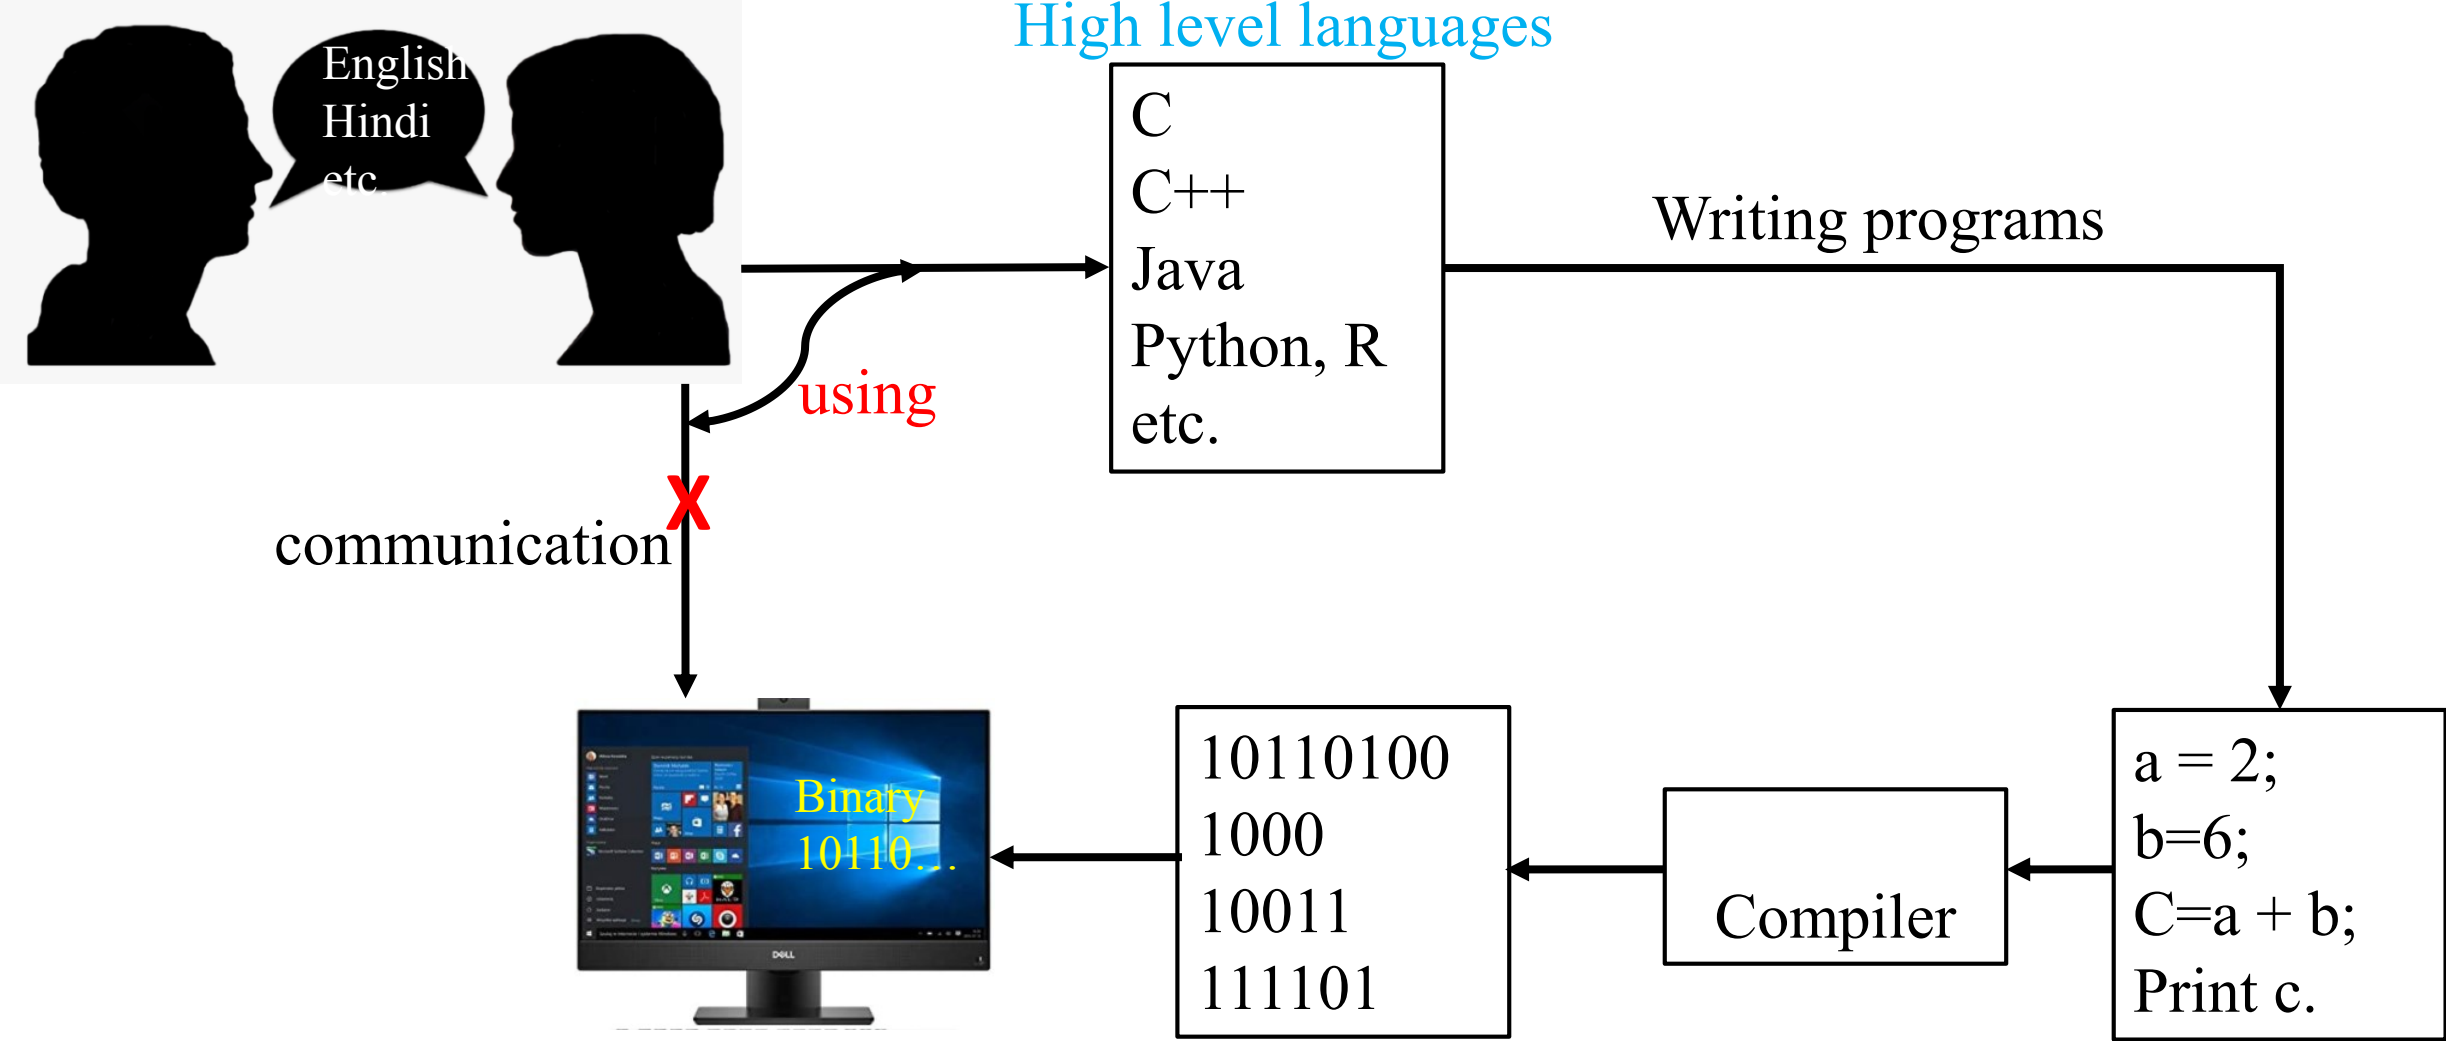 High level languages
English
Hindi
etc.
C
C++
Java
Python, R
etc.
Writing programs
using
X
communication
Binary
10110…
DELL
10110100
1000
10011
111101
Compiler
a = 2;
b=6;
C=a + b;
Print c.